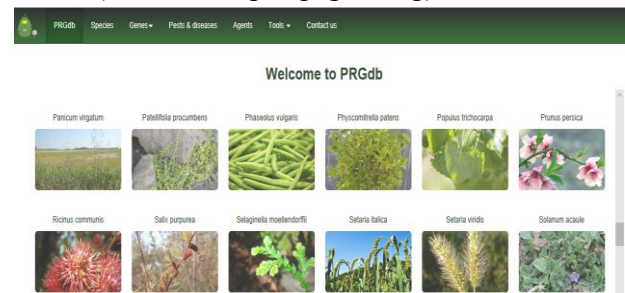 PRGdb Species Genes Pests & diseases Agents Tools Contact us
Welcome to PRGdb
Panicum virgatum Patellifolia procumbens Phaseolus vulgaris Physcomitrella patens Populus trichocarpa Prunus persica
Ricinus communis Salix purpurea Selaginella moellendorffii Setaria italica Setaria viridis Solanum acaule